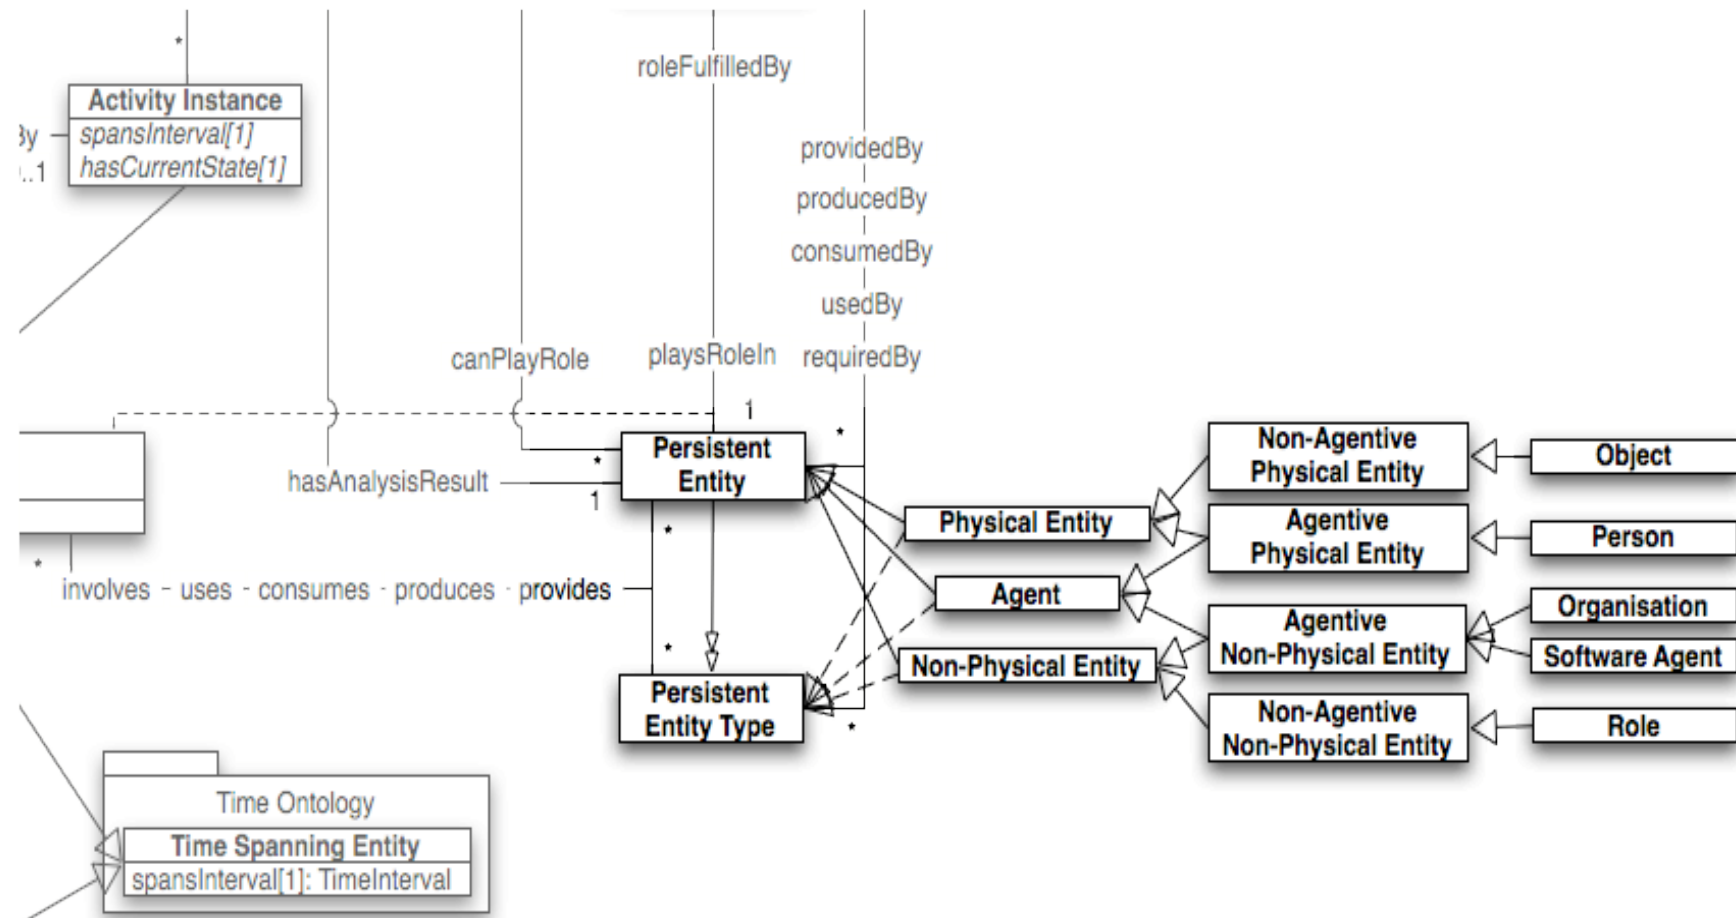 *
roleFulfilledBy
Activity Instance
spansInterval[1]
hasCurrentState[1]
By
..1
providedBy
producedBy
consumedBy
usedBy
canPlayRole
playsRoleIn
requiredBy
1
*
Persistent
Entity
*
hasAnalysisResult
1
*
Non-Agentive
Physical Entity
Object
Physical Entity
Agentive
Physical Entity
Person
*
involves - uses - consumes - produces - provides
Agent
Agentive
Non-Physical Entity
Organisation
Software Agent
*
Non-Physical Entity
Persistent
Entity Type
*
Non-Agentive
Non-Physical Entity
Role
Time Ontology
Time Spanning Entity
spansInterval[1]: TimeInterval